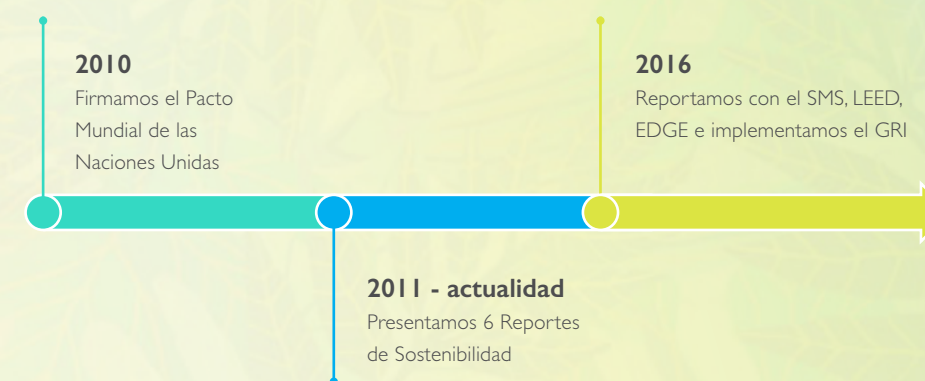 2010
Firmamos el Pacto
Mundial de las
Naciones Unidas
2016
Reportamos con el SMS, LEED,
EDGE e implementamos el GRI
2011 - actualidad
Presentamos 6 Reportes
de Sostenibilidad